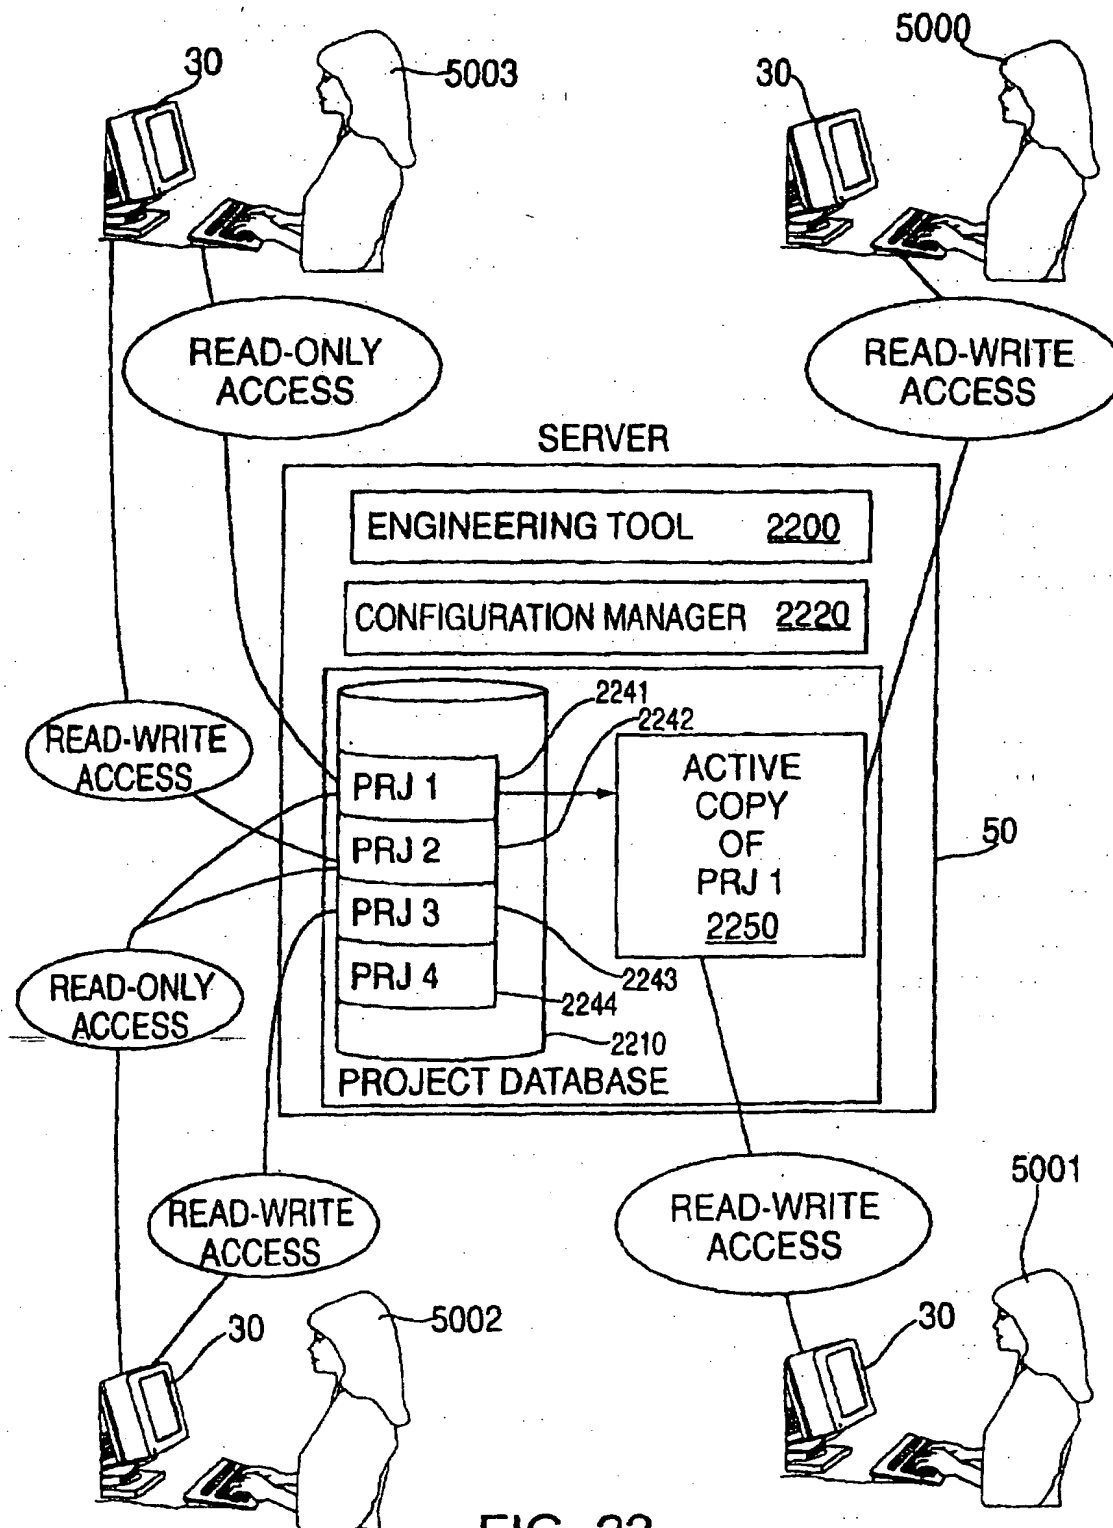 30
5003
30
5000
READ-ONLY
ACCESS
READ-WRITE
ACCESS
SERVER
ENGINEERING TOOL 2200
CONFIGURATION MANAGER 2220
2241
2242
READ-WRITE
ACCESS
PRJ 1
PRJ 2
PRJ 3
PRJ 4
ACTIVE
COPY
OF
PRJ 1
2250
50
2243
2244
2210
READ-ONLY
ACCESS
PROJECT DATABASE
READ-WRITE
ACCESS
READ-WRITE
ACCESS
5001
30
5002
30